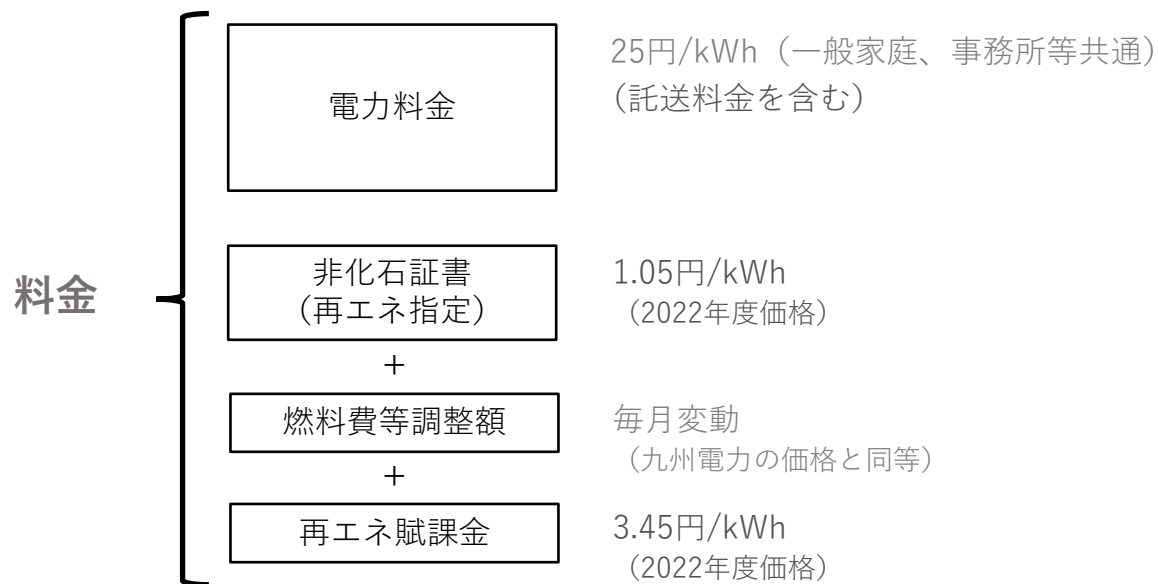 料金
電力料金
25円/kWh（一般家庭、事務所等共通）
（託送料金を含む）
非化石証書
（再エネ指定）
1.05円/kWh
（2022年度価格）
+
燃料費等調整額
毎月変動
（九州電力の価格と同等）
+
再エネ賦課金
3.45円/kWh
（2022年度価格）